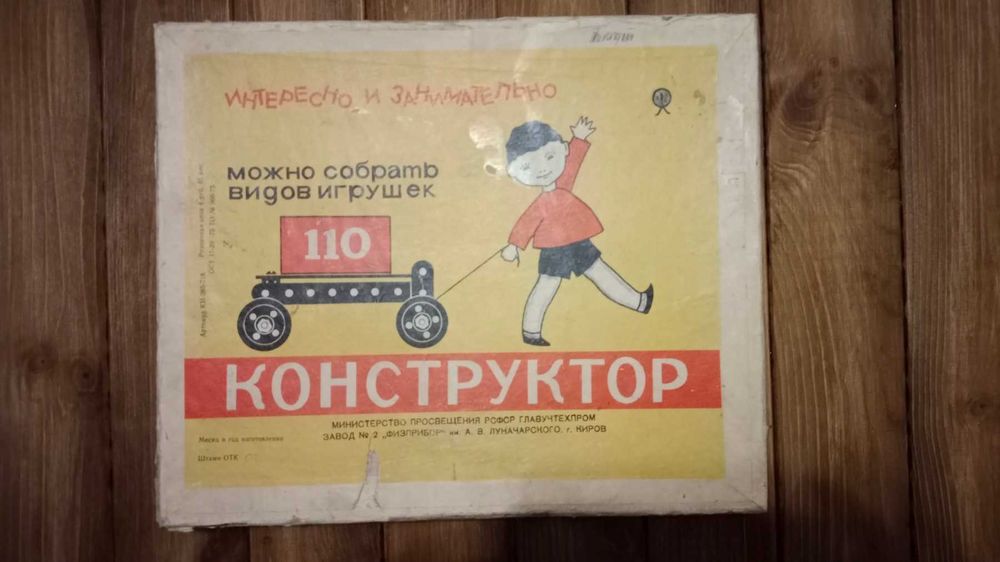 ИНТЕРЕСНО И ЗАНИМАТЕЛЬНО
МОЖНО СОБРАТЬ
ВИДОВ ИГРУШЕК
110
КОНСТРУКТОР
МИНИСТЕРСТВО ПРОСВЕЩЕНИЯ РСФСР ГЛАВУЧТЕХПРОМ
ЗАВОД № 2 „ФИЗПРИБОР" им. А. В. ЛУНАЧАРСКОГО, г. КИРОВ
Месяц и год изготовления
Штамп ОТК